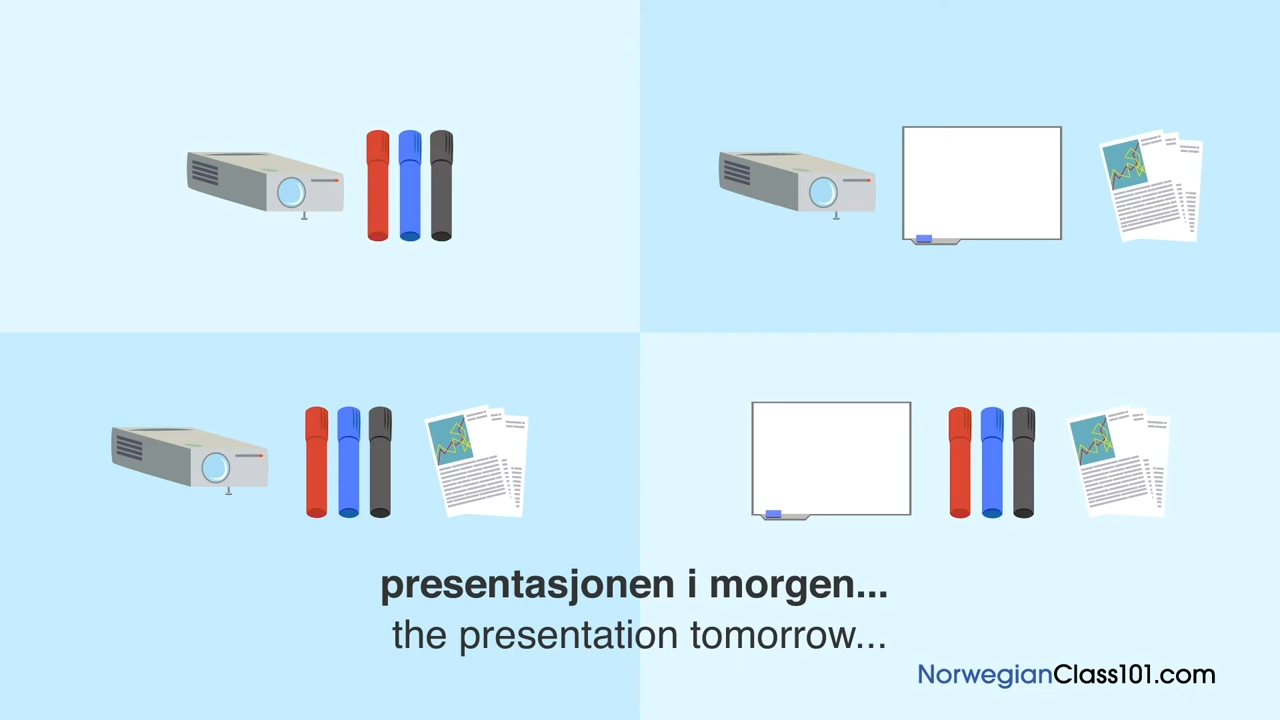 presentasjonen i morgen...
the presentation tomorrow...
NorwegianClass101.com